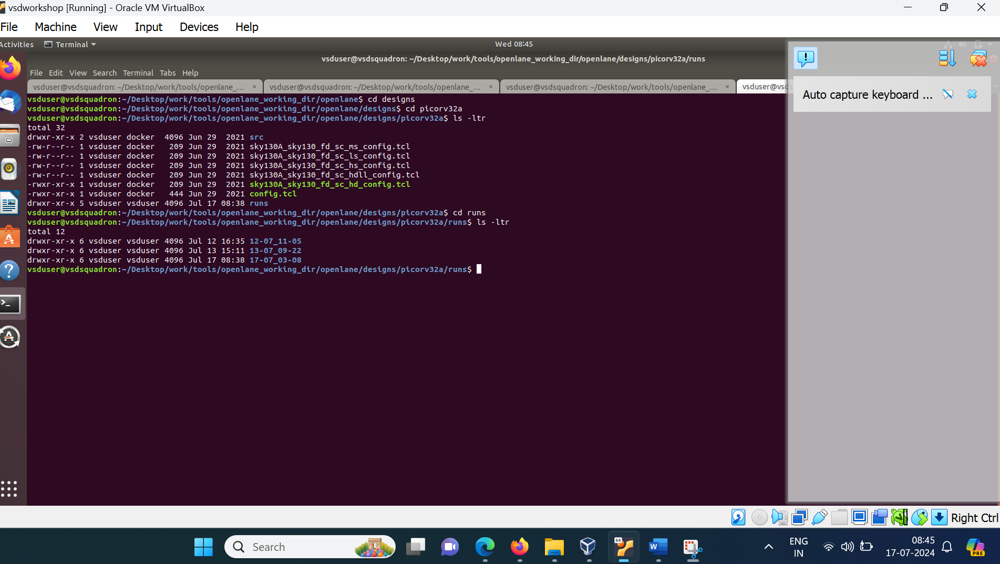 vsdworkshop [Running] - Oracle VM VirtualBox
File Machine View Input Devices Help
Activities Terminal Wed 08:45
vsduser@vsdsquadron: ~/Desktop/work/tools/openlane_working_dir/openlane/designs/picorv32a/runs
File Edit View Search Terminal Tabs Help
vsduser@vsdsquadron: ~/Desktop/work/tools/openlane_... × vsduser@vsdsquadron: ~/Desktop/work/tools/openlane_... × vsduser@vsdsquadron: ~/Desktop/work/tools/openlane_... × vsduser@vsds
Auto capture keyboard ...
vsduser@vsdsquadron:~/Desktop/work/tools/openlane_working_dir/openlane$ cd designs
vsduser@vsdsquadron:~/Desktop/work/tools/openlane_working_dir/openlane/designs$ cd picorv32a
vsduser@vsdsquadron:~/Desktop/work/tools/openlane_working_dir/openlane/designs/picorv32a$ ls -ltr
total 32
drwxr-xr-x 2 vsduser docker  4096 Jun 29  2021 src
-rw-r--r-- 1 vsduser docker   209 Jun 29  2021 sky130A_sky130_fd_sc_ms_config.tcl
-rw-r--r-- 1 vsduser docker   209 Jun 29  2021 sky130A_sky130_fd_sc_ls_config.tcl
-rw-r--r-- 1 vsduser docker   209 Jun 29  2021 sky130A_sky130_fd_sc_hs_config.tcl
-rw-r--r-- 1 vsduser docker   209 Jun 29  2021 sky130A_sky130_fd_sc_hdll_config.tcl
-rwxr-xr-x 1 vsduser docker   209 Jun 29  2021 sky130A_sky130_fd_sc_hd_config.tcl
-rwxr-xr-x 1 vsduser docker   444 Jun 29  2021 config.tcl
drwxr-xr-x 5 vsduser vsduser 4096 Jul 17 08:38 runs
vsduser@vsdsquadron:~/Desktop/work/tools/openlane_working_dir/openlane/designs/picorv32a$ cd runs
vsduser@vsdsquadron:~/Desktop/work/tools/openlane_working_dir/openlane/designs/picorv32a/runs$ ls -ltr
total 12
drwxr-xr-x 6 vsduser vsduser 4096 Jul 12 16:35 12-07_11-05
drwxr-xr-x 6 vsduser vsduser 4096 Jul 13 15:11 13-07_09-22
drwxr-xr-x 6 vsduser vsduser 4096 Jul 17 08:38 17-07_03-08
vsduser@vsdsquadron:~/Desktop/work/tools/openlane_working_dir/openlane/designs/picorv32a/runs$
Right Ctrl
Search
64
W
ENG
IN
08:45
17-07-2024
PRE